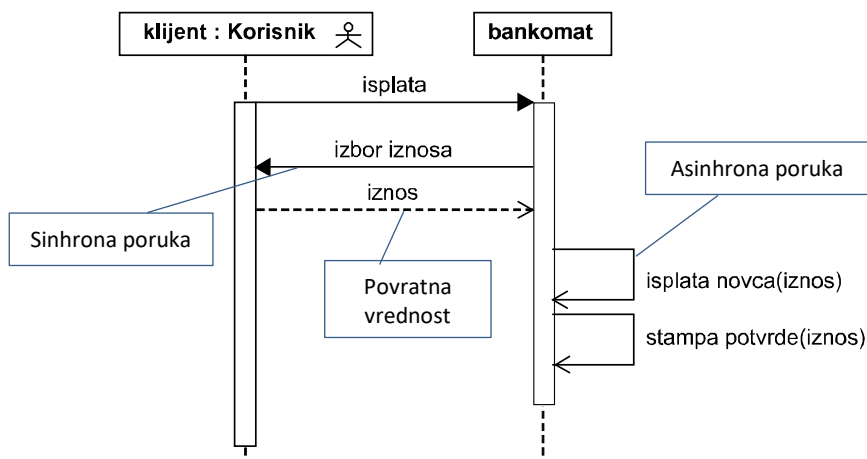 klijent : Korisnik
bankomat
isplata
izbor iznosa
Asinhrona poruka
iznos
Sinhrona poruka
Povratna
vrednost
isplata novca(iznos)
stampa potvrde(iznos)